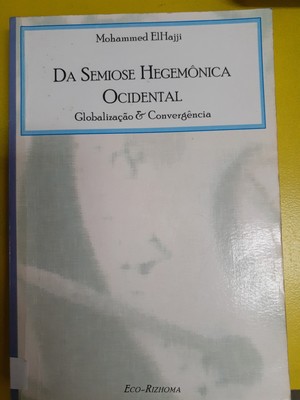 Mohammed ElHajji
Da Semiose Hegemônica
Ocidental
Globalização & Convergência
Eco-Rizhoma